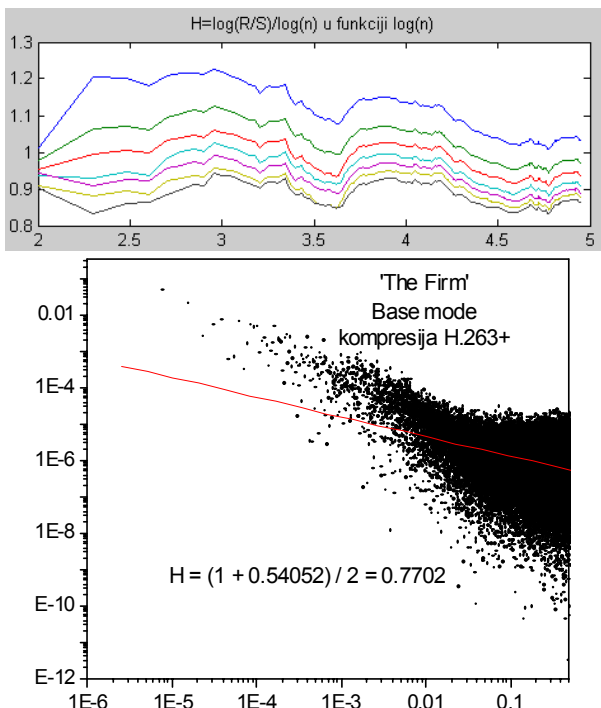 H=log(R/S)/log(n) u funkciji log(n)
1.3
1.2
1.1
1
0.9
0.8
2 2.5 3 3.5 4 4.5 5
'The Firm'
Base mode
kompresija H.263+
0.01
1E-4
1E-6
1E-8
E-10
E-12
H = (1 + 0.54052) / 2 = 0.7702
1E-6 1E-5 1E-4 1E-3 0.01 0.1